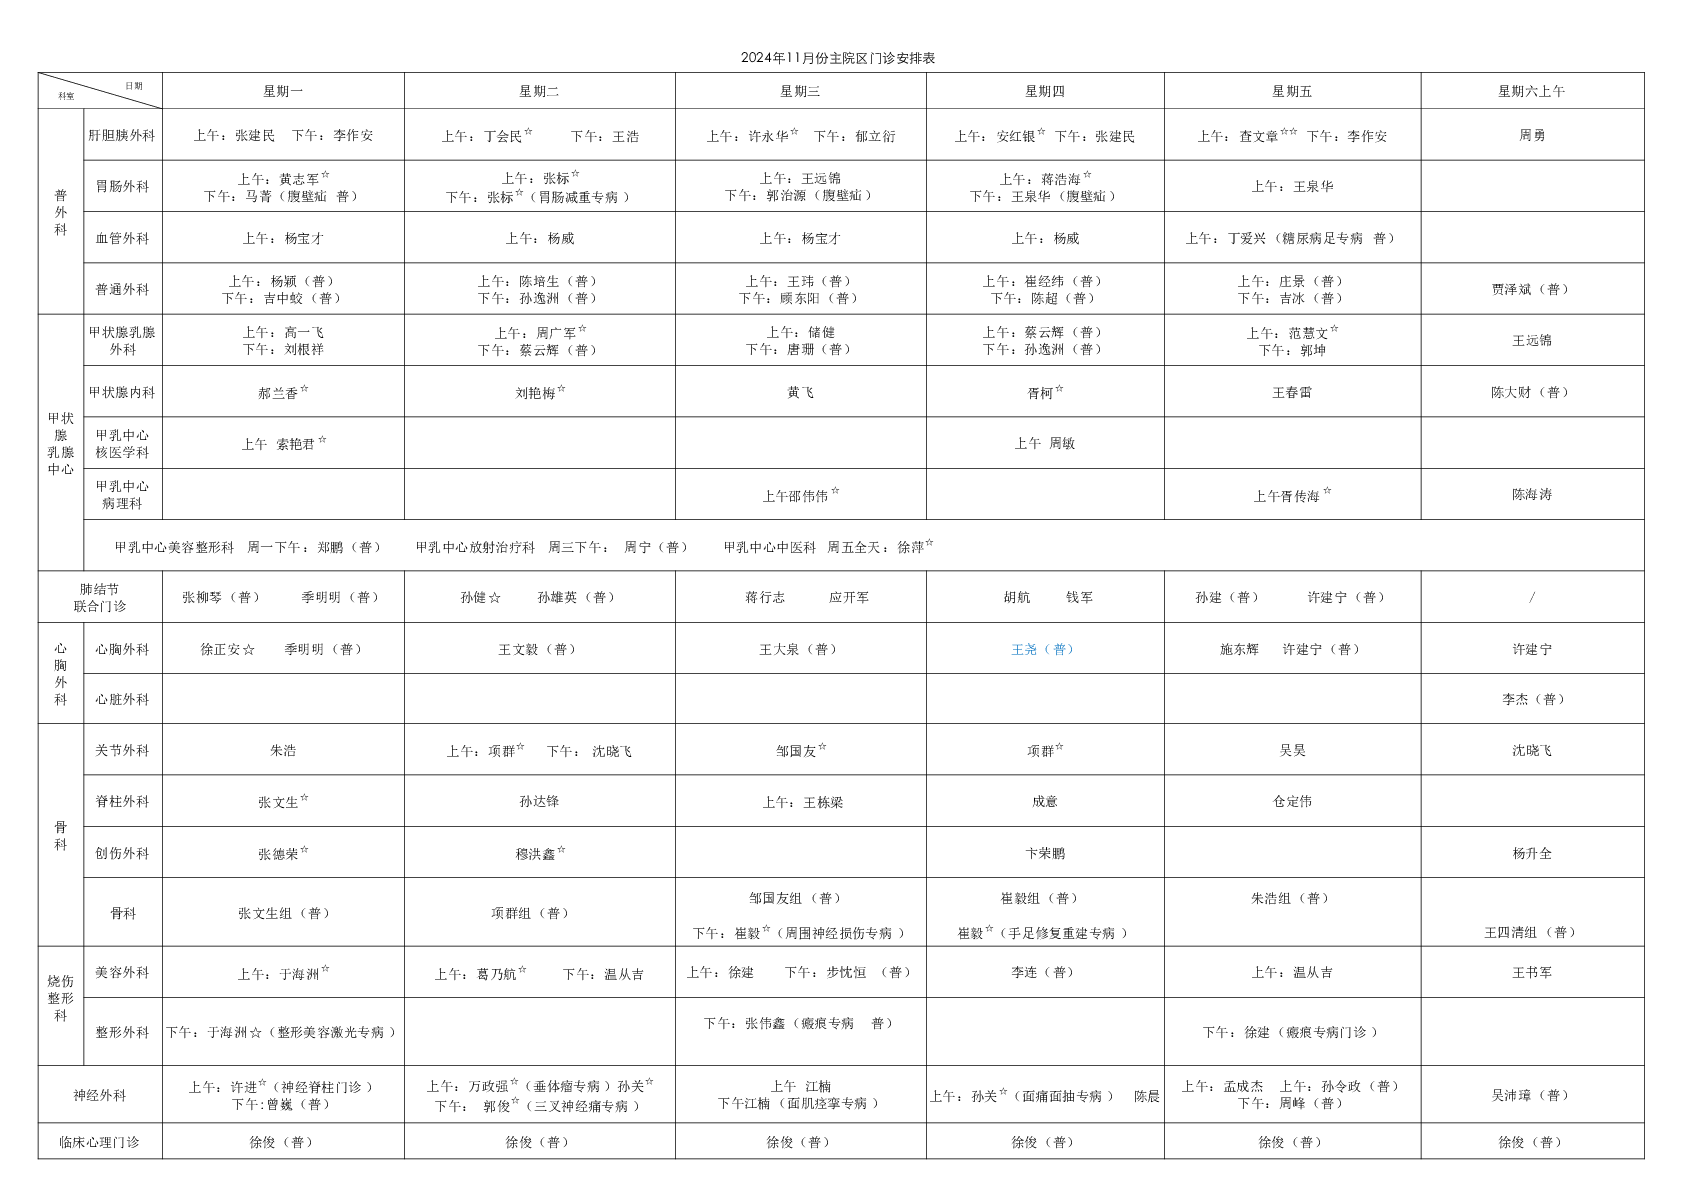 2024年11月份主院区门诊安排表
日期
科室
星期一 星期二 星期三 星期四 星期五 星期六上午
普外科
肝胆胰外科 上午：张建民 下午：李作安 上午：丁会民☆ 下午：王浩 上午：许永华☆ 下午：郁立衍 上午：安红银☆ 下午：张建民 上午：查文章☆☆ 下午：李作安 周勇
胃肠外科 上午：黄志军☆ 上午：张标☆ 上午：王远锦 上午：蒋浩海☆ 上午：王泉华
下午：马菁（腹壁疝 普） 下午：张标☆（胃肠减重专病） 下午：郭治源（腹壁疝） 下午：王泉华（腹壁疝）
血管外科 上午：杨宝才 上午：杨威 上午：杨宝才 上午：杨威 上午：丁爱兴（糖尿病足专病 普）
普通外科 上午：杨颖（普） 上午：陈培生（普） 上午：王玮（普） 上午：崔经纬（普） 上午：庄景（普） 贾泽斌（普）
下午：吉中蛟（普） 下午：孙逸洲（普） 下午：顾东阳（普） 下午：陈超（普） 下午：吉冰（普）
甲状腺乳腺中心
甲状腺乳腺外科 上午：高一飞 上午：周广军☆ 上午：储健 上午：蔡云辉（普） 上午：范慧文☆ 王远锦
下午：刘根祥 下午：蔡云辉（普） 下午：唐珊（普） 下午：孙逸洲（普） 下午：郭坤
甲状腺内科 郝兰香☆ 刘艳梅☆ 黄飞 胥柯☆ 王春雷 陈大财（普）
甲乳中心核医学科 上午 索艳君☆ 上午 周敏
甲乳中心病理科 上午邵伟伟☆ 上午胥传海☆ 陈海涛
甲乳中心美容整形科 周一下午：郑鹏（普） 甲乳中心放射治疗科 周三下午： 周宁（普） 甲乳中心中医科 周五全天：徐萍☆
肺结节联合门诊 张柳琴（普） 季明明（普） 孙健☆ 孙雄英（普） 蒋行志 应开军 胡航 钱军 孙建（普） 许建宁（普） /
心胸外科
心胸外科 徐正安☆ 季明明（普） 王文毅（普） 王大泉（普） 王尧（普） 施东辉 许建宁（普） 许建宁
心脏外科 李杰（普）
骨科
关节外科 朱浩 上午：项群☆ 下午： 沈晓飞 邹国友☆ 项群☆ 吴昊 沈晓飞
脊柱外科 张文生☆ 孙达锋 上午：王栋梁 成意 仓定伟
创伤外科 张德荣☆ 穆洪鑫☆ 卞荣鹏 杨升全
骨科 张文生组（普） 项群组（普） 邹国友组（普） 崔毅组（普） 朱浩组（普）
下午：崔毅☆（周围神经损伤专病） 崔毅☆（手足修复重建专病） 王四清组（普）
烧伤整形科
美容外科 上午：于海洲☆ 上午：葛乃航☆ 下午：温从吉 上午：徐建 下午：步忱恒 （普） 李连（普） 上午：温从吉 王书军
整形外科 下午：于海洲☆（整形美容激光专病） 下午：张伟鑫（瘢痕专病 普） 下午：徐建（瘢痕专病门诊）
神经外科 上午：许进☆（神经脊柱门诊） 上午：万政强☆（垂体瘤专病）孙关☆ 上午 江楠 上午：孙关☆（面痛面抽专病） 陈晨 上午：孟成杰 上午：孙令政（普） 吴沛璋（普）
下午:曾巍（普） 下午： 郭俊☆（三叉神经痛专病） 下午江楠（面肌痉挛专病） 下午：周峰（普）
临床心理门诊 徐俊（普） 徐俊（普） 徐俊（普） 徐俊（普） 徐俊（普） 徐俊（普）